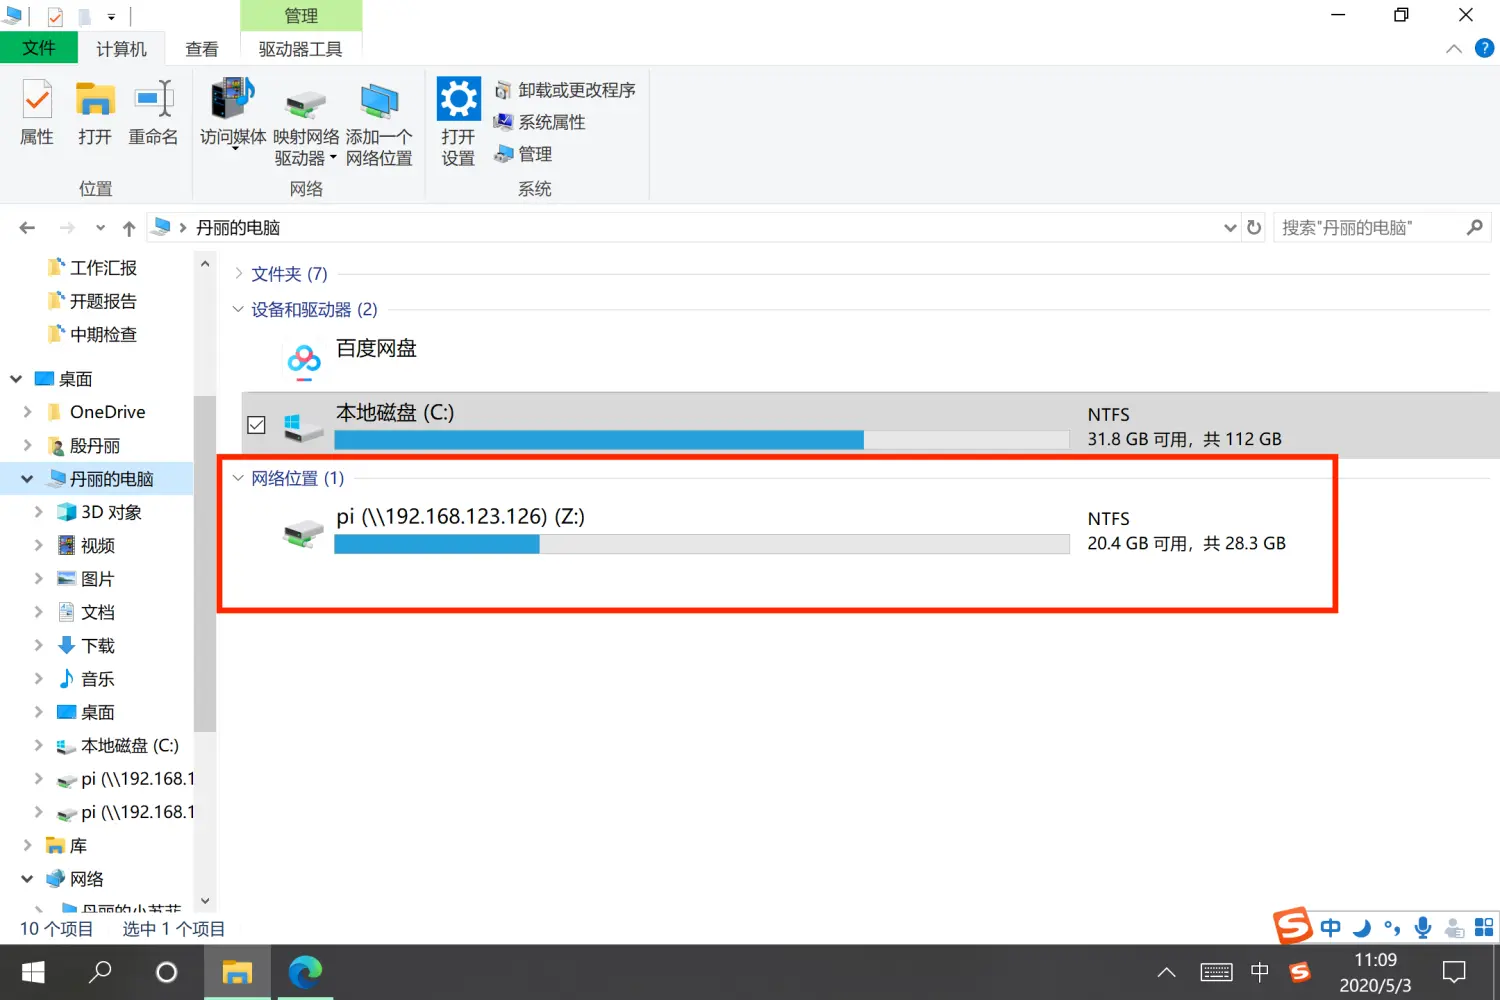 管理
文件
计算机
查看
驱动器工具
属性
打开
重命名
位置
访问媒体
映射网络
驱动器
添加一个
网络位置
网络
打开
设置
卸载或更改程序
系统属性
管理
系统
丹丽的电脑
搜索"丹丽的电脑"
工作汇报
开题报告
中期检查
桌面
OneDrive
殷丹丽
丹丽的电脑
3D 对象
视频
图片
文档
下载
音乐
桌面
本地磁盘 (C:)
pi (\\192.168.1
pi (\\192.168.1
库
网络
丹丽的小苏菲
文件夹 (7)
设备和驱动器 (2)
百度网盘
本地磁盘 (C:)
NTFS
31.8 GB 可用，共 112 GB
网络位置 (1)
pi (\\192.168.123.126) (Z:)
NTFS
20.4 GB 可用，共 28.3 GB
10 个项目
选中 1 个项目
中
中
11:09
2020/5/3